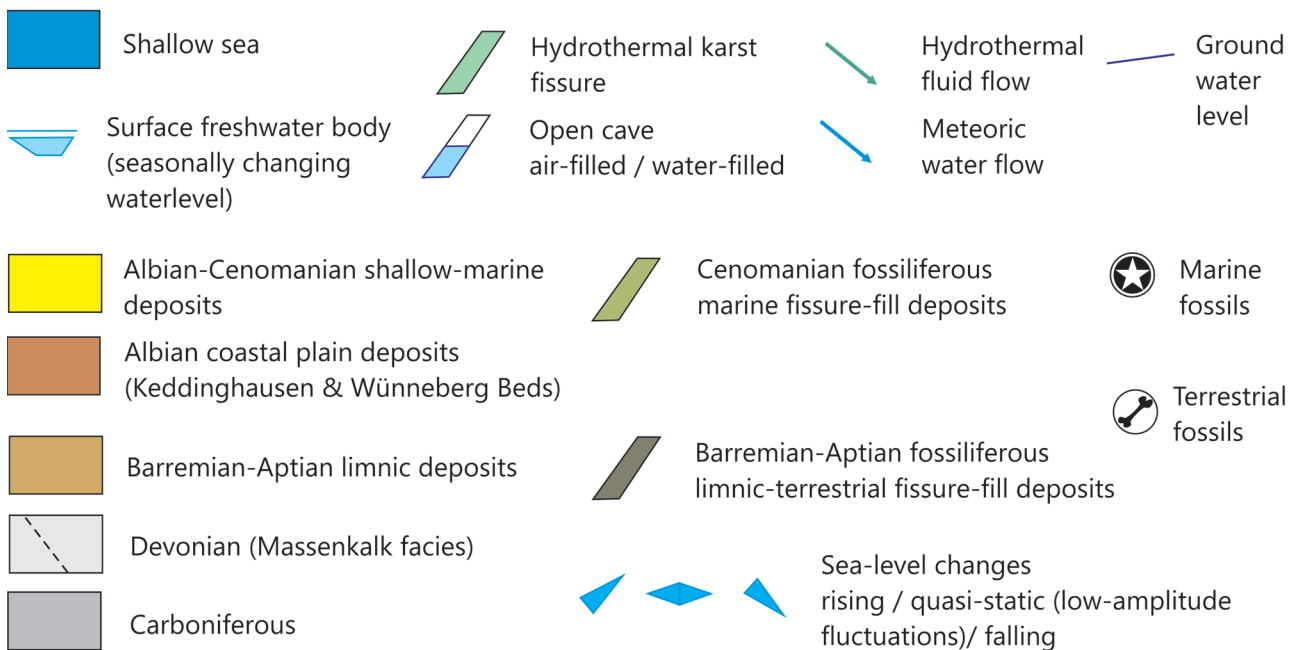 Shallow sea
Surface freshwater body
(seasonally changing
waterlevel)
Hydrothermal karst
fissure
Open cave
air-filled / water-filled
Hydrothermal
fluid flow
Meteoric
water flow
Ground
water
level
Albian-Cenomanian shallow-marine
deposits
Albian coastal plain deposits
(Keddinghausen & Wünneberg Beds)
Barremian-Aptian limnic deposits
Devonian (Massenkalk facies)
Carboniferous
Cenomanian fossiliferous
marine fissure-fill deposits
Barremian-Aptian fossiliferous
limnic-terrestrial fissure-fill deposits
Sea-level changes
rising / quasi-static (low-amplitude
fluctuations)/ falling
Marine
fossils
Terrestrial
fossils